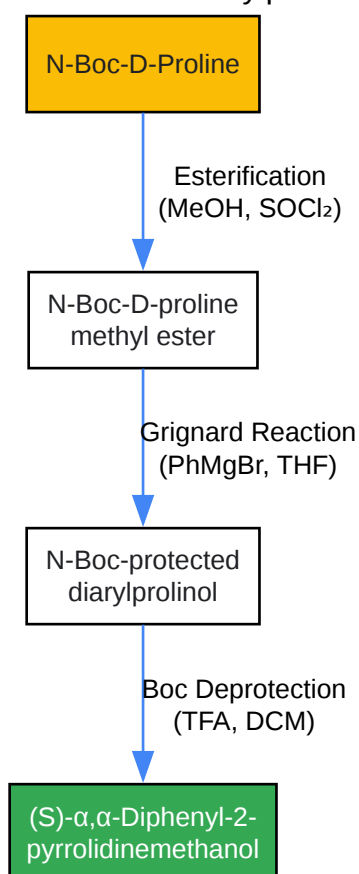 N-Boc-D-Proline
Esterification
(MeOH, SOCl₂)
N-Boc-D-proline
methyl ester
Grignard Reaction
(PhMgBr, THF)
N-Boc-protected
diarylprolinol
Boc Deprotection
(TFA, DCM)
(S)-α,α-Diphenyl-2-
pyrrolidinemethanol